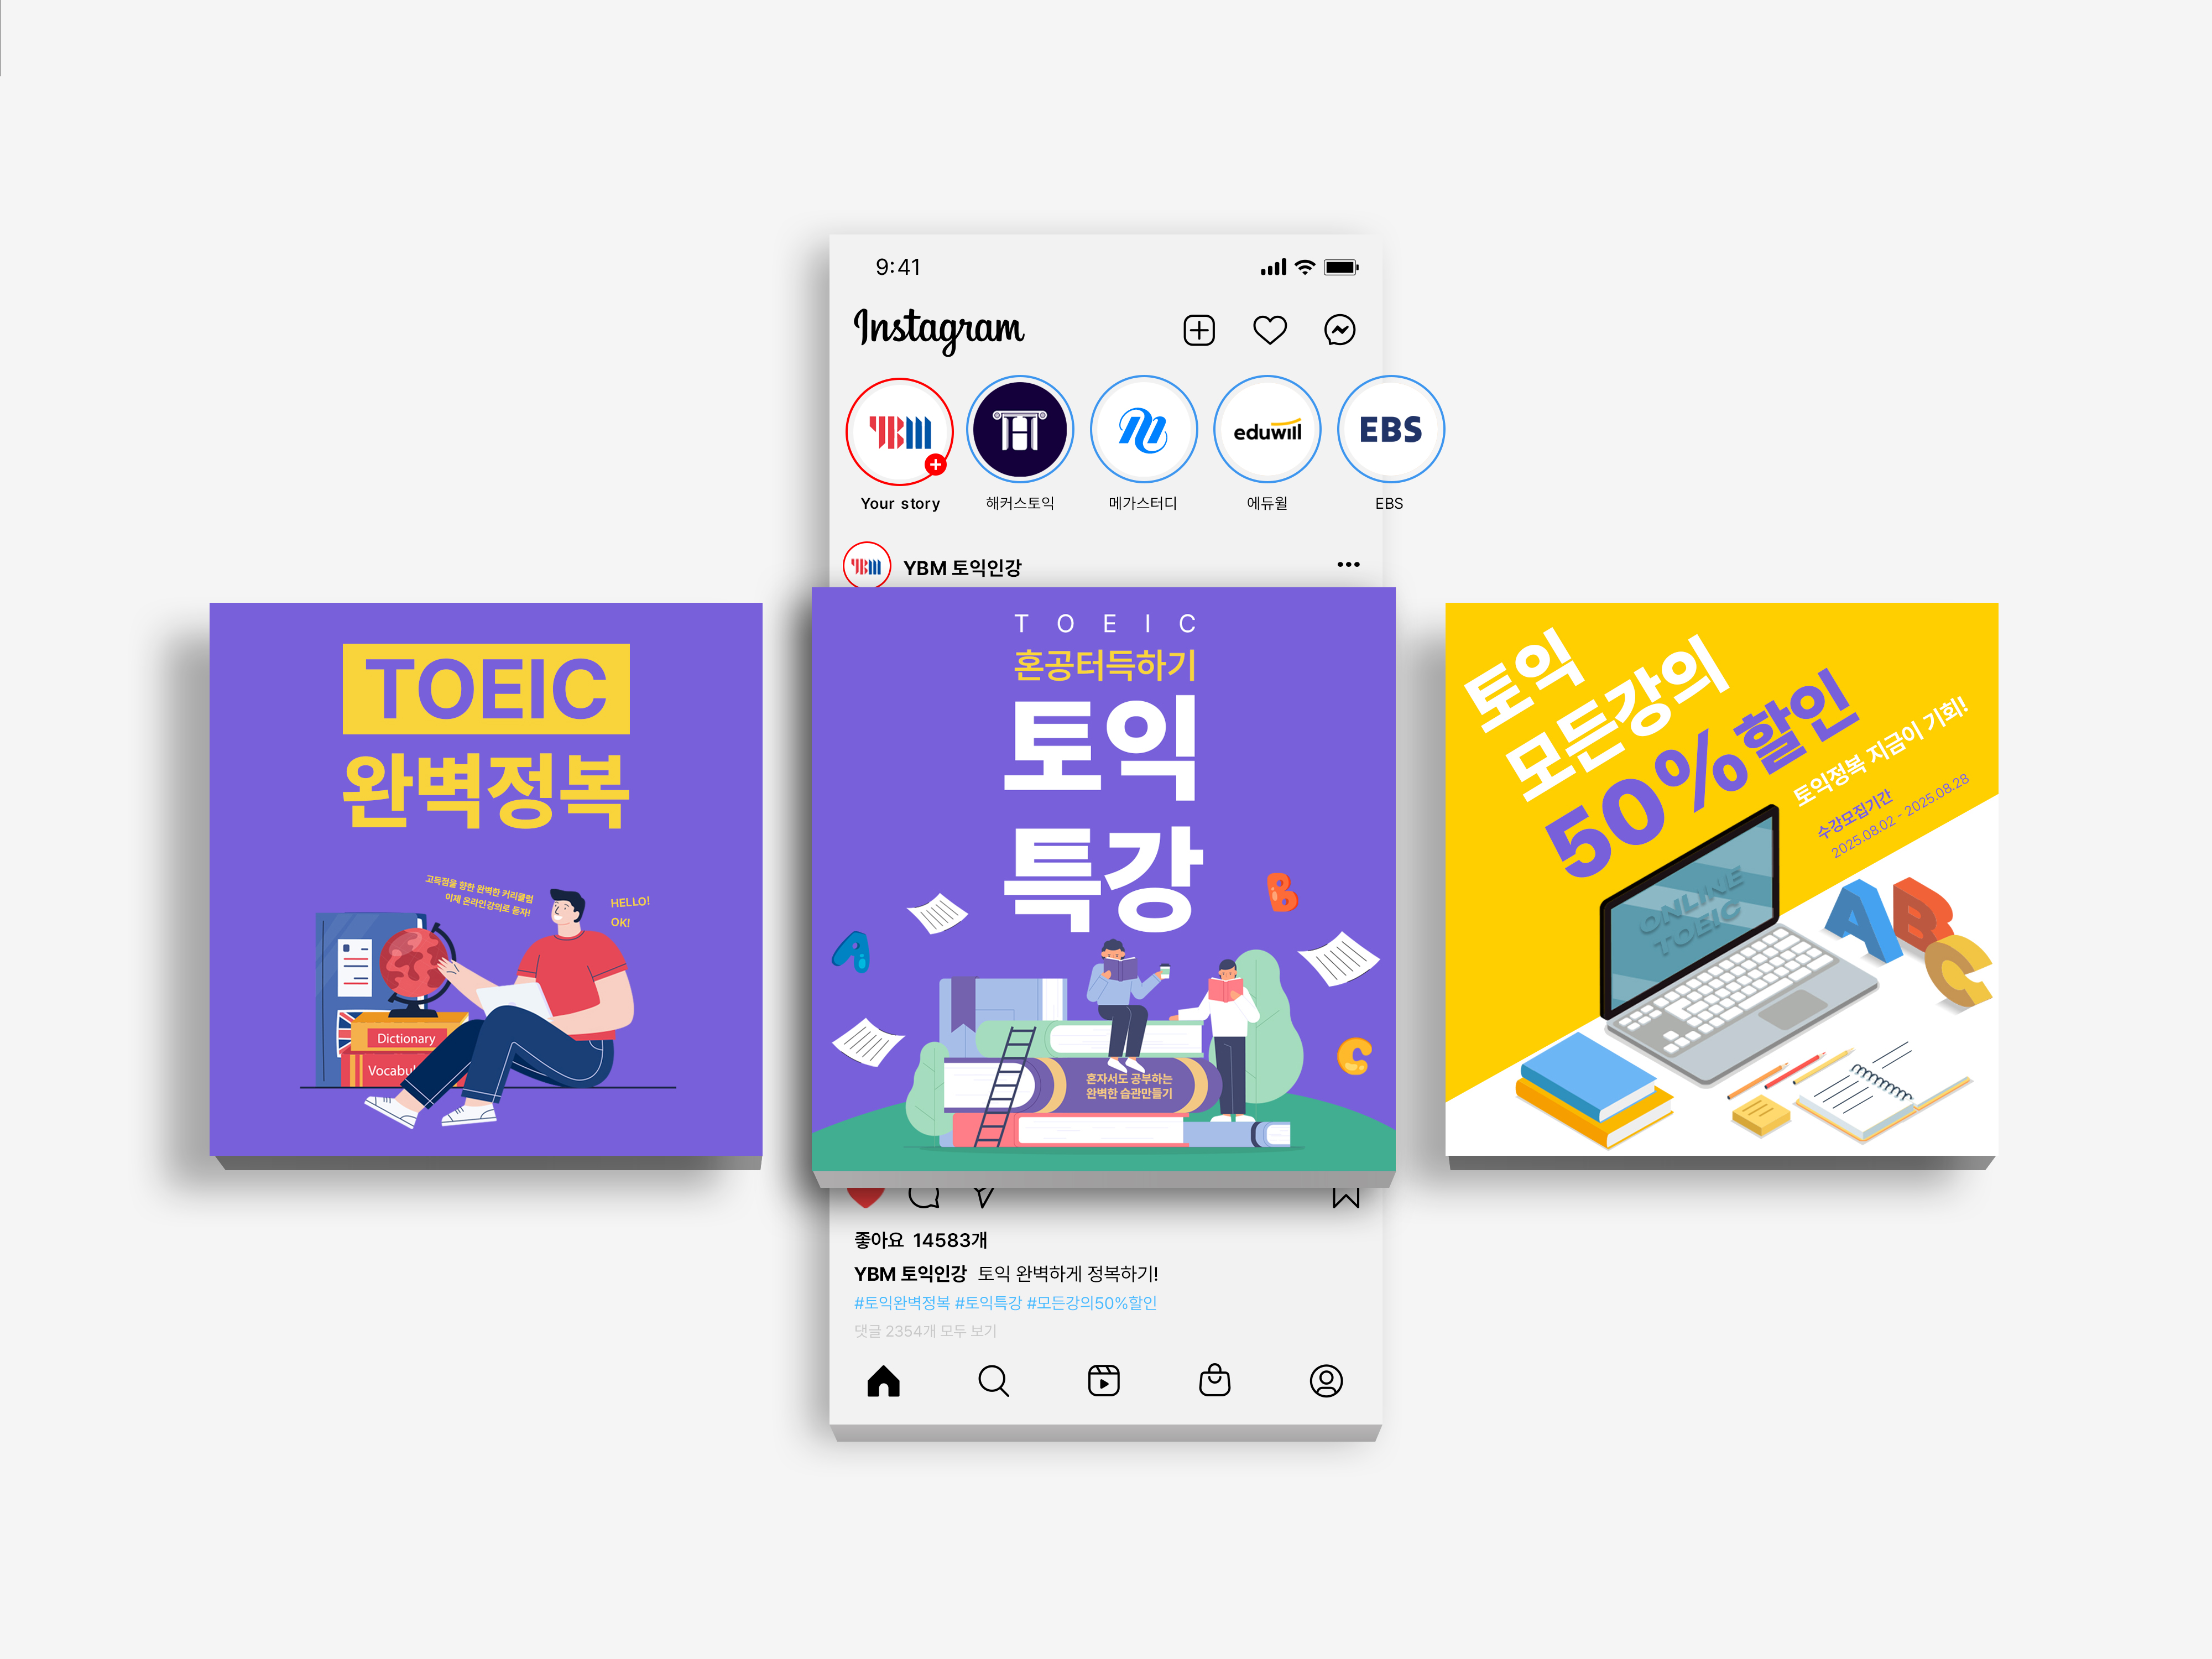 9:41
Instagram
YBM
eduwill
EBS
Your story
해커스토익
메가스터디
에듀윌
EBS
YBM
YBM 토익인강
TOEIC
완벽정복
고득점을 향한 완벽한 커리큘럼
이제 온라인강의로 듣자!
HELLO!
OK!
Dictionary
Vocabul
TOEIC
혼공터득하기
토익
특강
A
B
C
혼자서도 공부하는
완벽한 습관만들기
토익
모든강의
50%할인
토익정복 지금이 기회!
수강모집기간
2025.08.02 - 2025.08.28
ONLINE
TOEIC
A
B
C
좋아요 14583개
YBM 토익인강 토익 완벽하게 정복하기!
#토익완벽정복 #토익특강 #모든강의50%할인
댓글 2354개 모두 보기